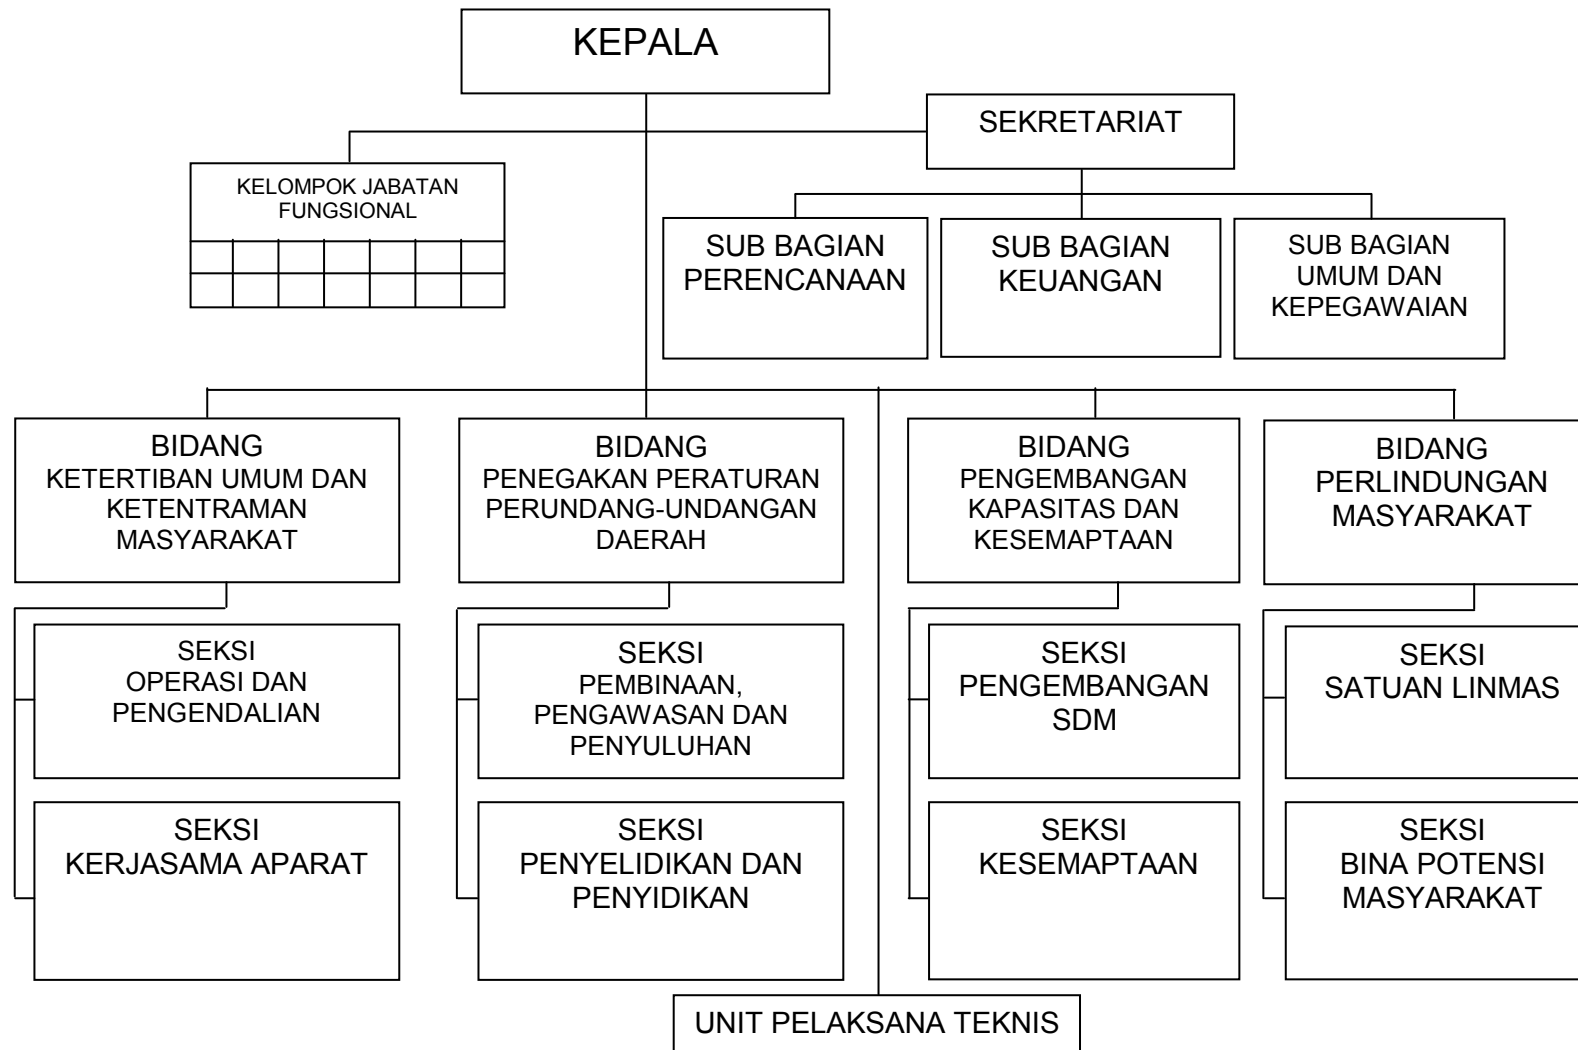 KEPALA
SEKRETARIAT
KELOMPOK JABATAN
FUNGSIONAL
SUB BAGIAN
PERENCANAAN
SUB BAGIAN
KEUANGAN
SUB BAGIAN
UMUM DAN
KEPEGAWAIAN
BIDANG
KETERTIBAN UMUM DAN
KETENTRAMAN
MASYARAKAT
BIDANG
PENEGAKAN PERATURAN
PERUNDANG-UNDANGAN
DAERAH
BIDANG
PENGEMBANGAN
KAPASITAS DAN
KESEMAPTAAN
BIDANG
PERLINDUNGAN
MASYARAKAT
SEKSI
OPERASI DAN
PENGENDALIAN
SEKSI
PEMBINAAN,
PENGAWASAN DAN
PENYULUHAN
SEKSI
PENGEMBANGAN
SDM
SEKSI
SATUAN LINMAS
SEKSI
KERJASAMA APARAT
SEKSI
PENYELIDIKAN DAN
PENYIDIKAN
SEKSI
KESEMAPTAAN
SEKSI
BINA POTENSI
MASYARAKAT
UNIT PELAKSANA TEKNIS